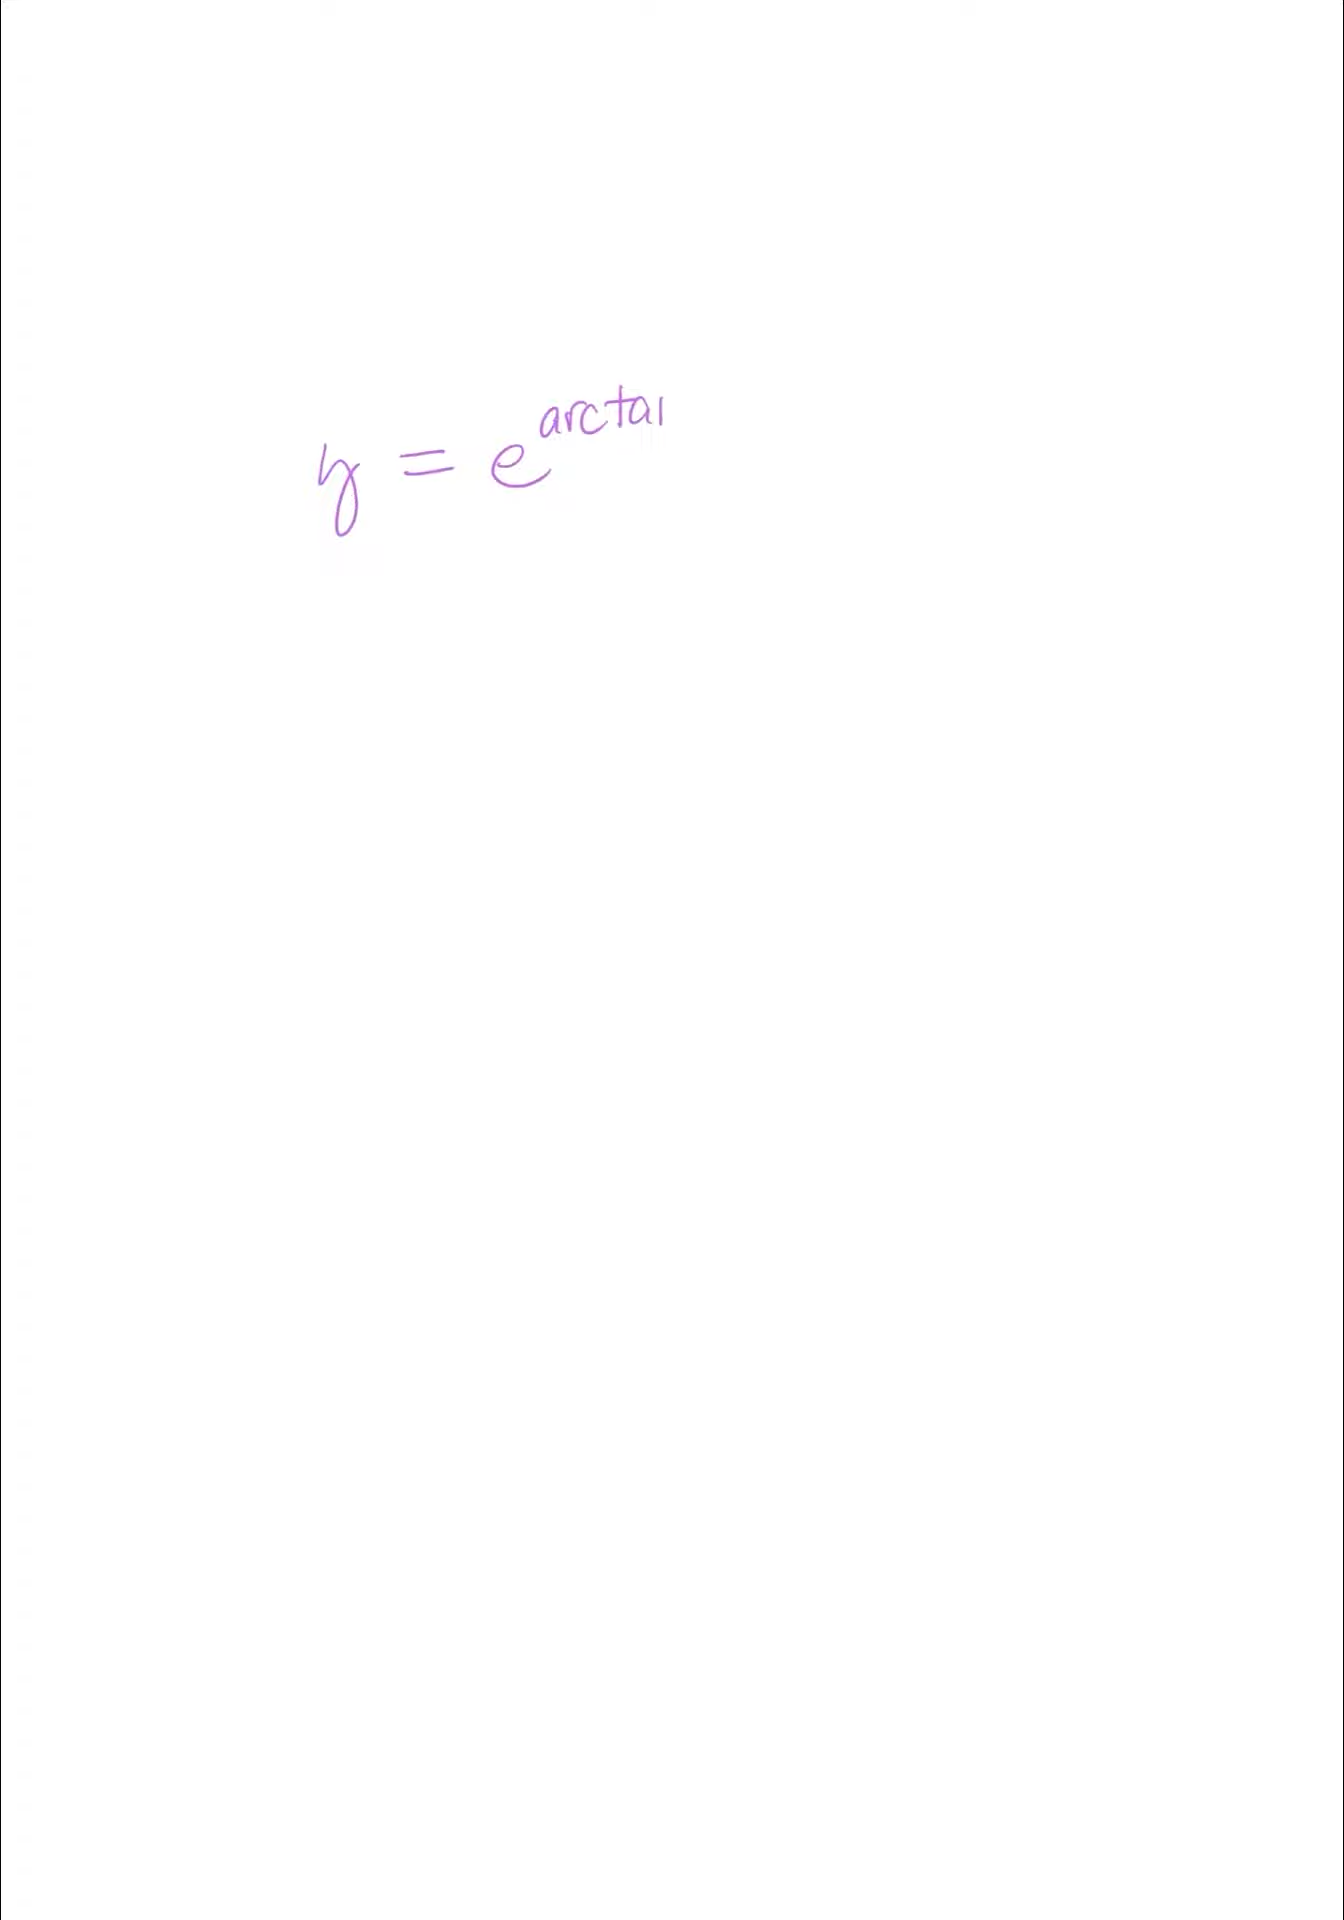 y = e^arcta